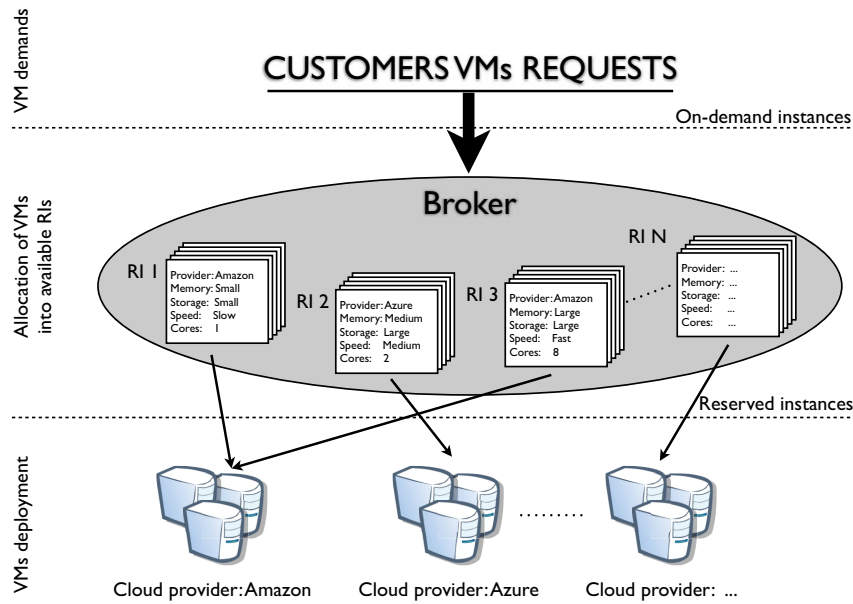 VM demands
CUSTOMERS VMs REQUESTS
On-demand instances
Allocation of VMs
into available RIs
Broker
RI 1
Provider: Amazon
Memory: Small
Storage: Small
Speed: Slow
Cores: 1
RI 2
Provider: Azure
Memory: Medium
Storage: Large
Speed: Medium
Cores: 2
RI 3
Provider: Amazon
Memory: Large
Storage: Large
Speed: Fast
Cores: 8
RI N
Provider: ...
Memory: ...
Storage: ...
Speed: ...
Cores: ...
Reserved instances
VMs deployment
Cloud provider: Amazon
Cloud provider: Azure
Cloud provider: ...